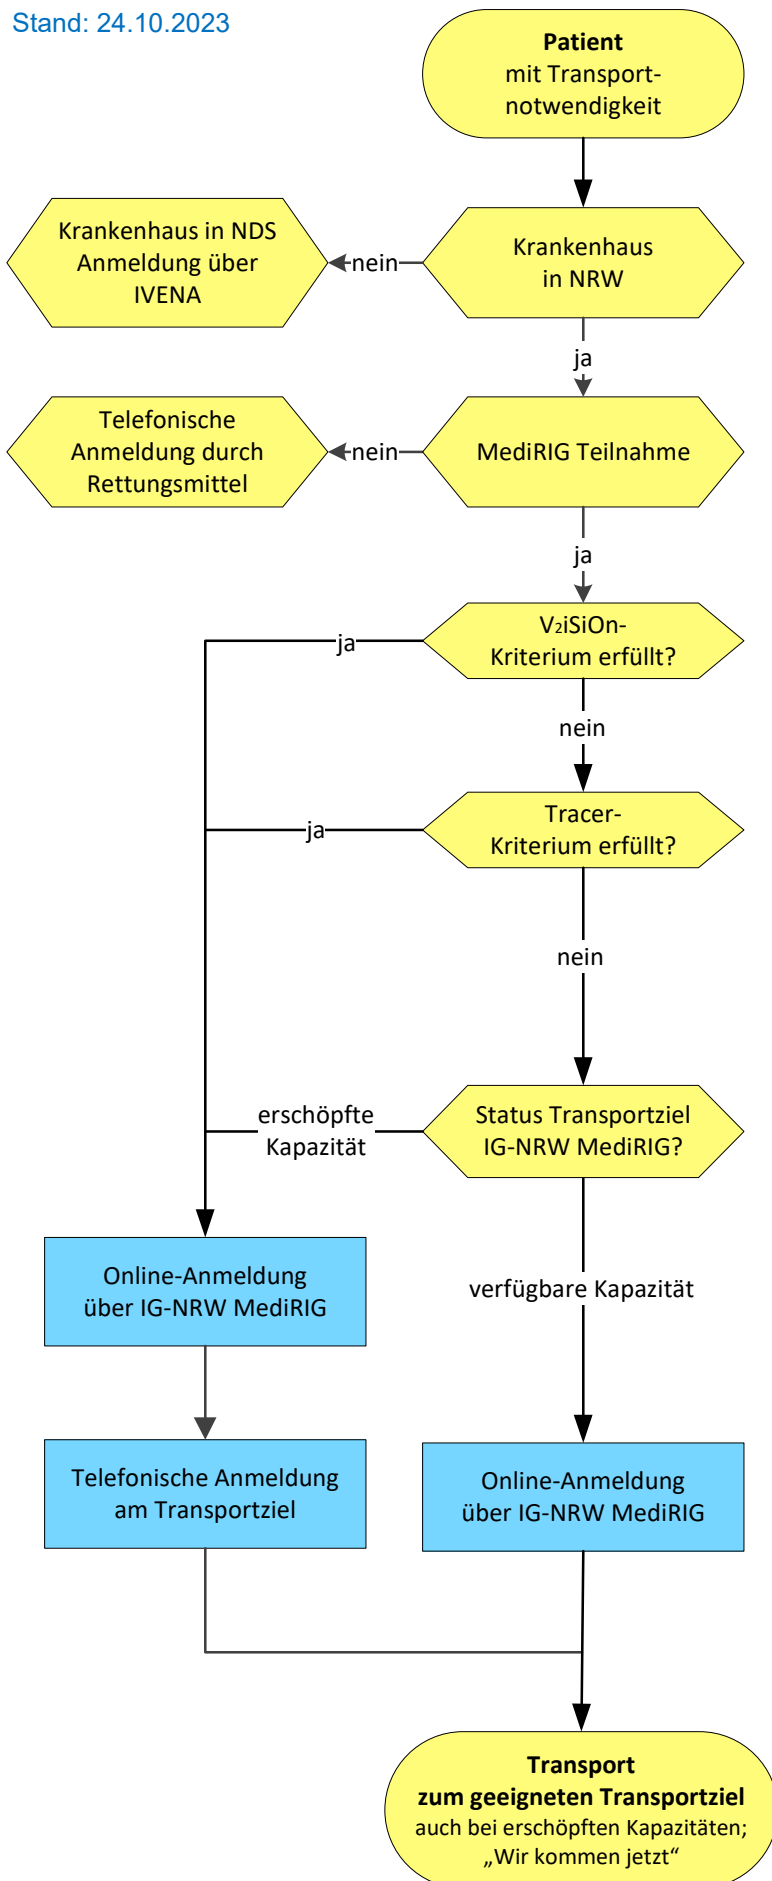 Stand: 24.10.2023
Patient
mit Transport-
notwendigkeit
Krankenhaus in NDS
Anmeldung über
IVENA
nein
Krankenhaus
in NRW
ja
Telefonische
Anmeldung durch
Rettungsmittel
nein
MediRIG Teilnahme
ja
V₂iSiOn-
Kriterium erfüllt?
ja
nein
Tracer-
Kriterium erfüllt?
ja
nein
Status Transportziel
IG-NRW MediRIG?
erschöpfte
Kapazität
Online-Anmeldung
über IG-NRW MediRIG
verfügbare Kapazität
Telefonische Anmeldung
am Transportziel
Online-Anmeldung
über IG-NRW MediRIG
Transport
zum geeigneten Transportziel
auch bei erschöpften Kapazitäten;
„Wir kommen jetzt“